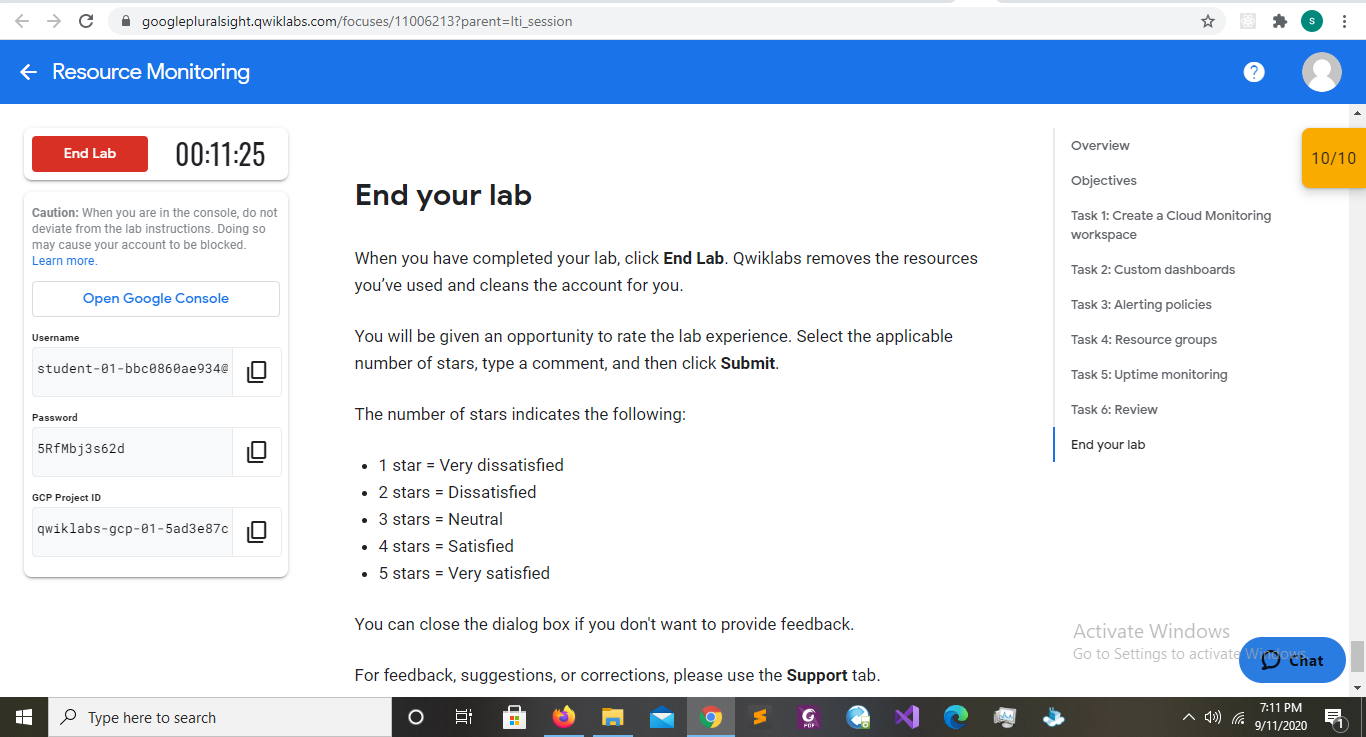 googlepluralsight.qwiklabs.com/focuses/11006213?parent=lti_session
S
Resource Monitoring
?
End Lab
00:11:25
Caution: When you are in the console, do not
deviate from the lab instructions. Doing so
may cause your account to be blocked.
Learn more.
Open Google Console
Username
student-01-bbc0860ae934@
Password
5RfMbj3s62d
GCP Project ID
qwiklabs-gcp-01-5ad3e87c
End your lab
When you have completed your lab, click End Lab. Qwiklabs removes the resources
you’ve used and cleans the account for you.
You will be given an opportunity to rate the lab experience. Select the applicable
number of stars, type a comment, and then click Submit.
The number of stars indicates the following:
• 1 star = Very dissatisfied
• 2 stars = Dissatisfied
• 3 stars = Neutral
• 4 stars = Satisfied
• 5 stars = Very satisfied
You can close the dialog box if you don't want to provide feedback.
For feedback, suggestions, or corrections, please use the Support tab.
Overview
Objectives
Task 1: Create a Cloud Monitoring
workspace
Task 2: Custom dashboards
Task 3: Alerting policies
Task 4: Resource groups
Task 5: Uptime monitoring
Task 6: Review
End your lab
10/10
Activate Windows
Go to Settings to activate Windows.
Chat
Type here to search
PDF
7:11 PM
9/11/2020
1